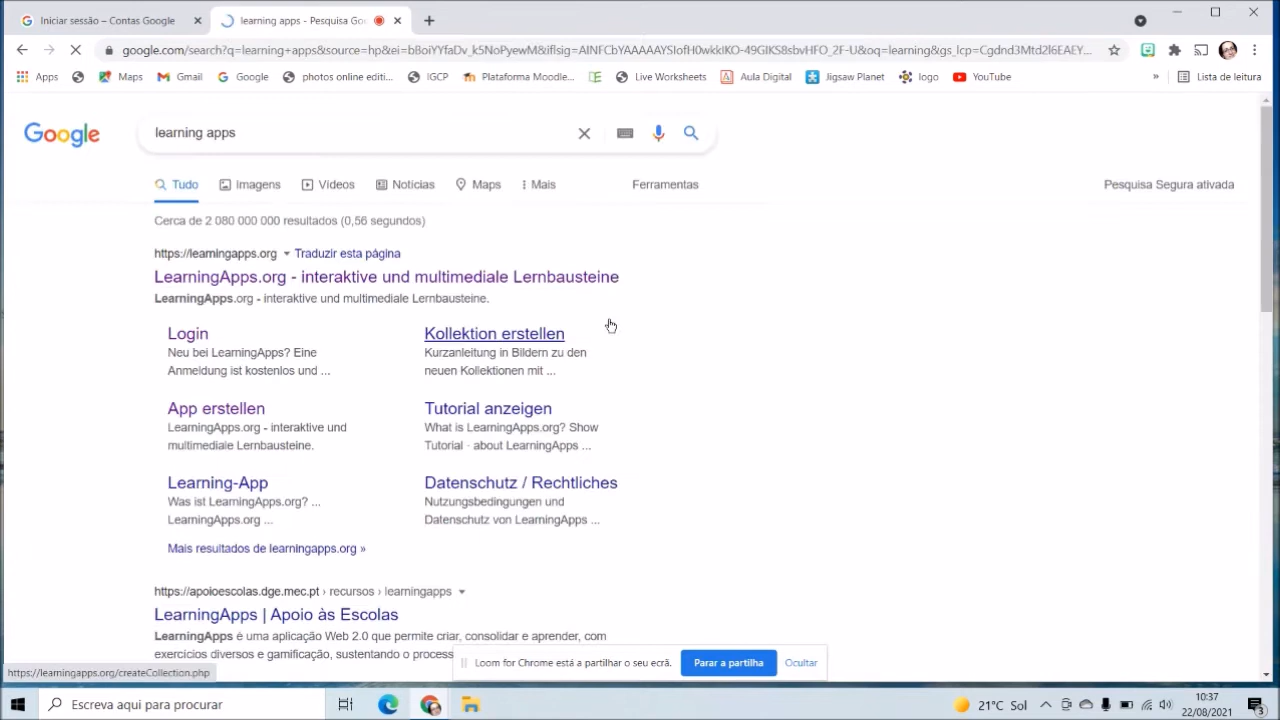 Iniciar sessão – Contas Google
learning apps - Pesquisa Go
google.com/search?q=learning+apps&source=hp&ei=bBoiYYfaDv_k5NoPyewM&iflsig=AINFCbYAAAAAYSIofH0wkkIKO-49GIKS8sbvHFO_2F-U&oq=learning&gs_lcp=Cgdnd3Mtd2l6EAEY...
Apps
Maps
Gmail
Google
photos online editi...
IGCP
Plataforma Moodle...
Live Worksheets
Aula Digital
Jigsaw Planet
logo
YouTube
»
Lista de leitura
Google
learning apps
Tudo
Imagens
Vídeos
Notícias
Maps
Mais
Ferramentas
Pesquisa Segura ativada
Cerca de 2 080 000 000 resultados (0,56 segundos)
https://learningapps.org Traduzir esta página
LearningApps.org - interaktive und multimediale Lernbausteine
LearningApps.org - interaktive und multimediale Lernbausteine.
Login
Neu bei LearningApps? Eine
Anmeldung ist kostenlos und ...
Kollektion erstellen
Kurzanleitung in Bildern zu den
neuen Kollektionen mit ...
App erstellen
LearningApps.org - interaktive und
multimediale Lernbausteine.
Tutorial anzeigen
What is LearningApps.org? Show
Tutorial · about LearningApps ...
Learning-App
Was ist LearningApps.org? ...
LearningApps.org ...
Datenschutz / Rechtliches
Nutzungsbedingungen und
Datenschutz von LearningApps ...
Mais resultados de learningapps.org »
https://apoioescolas.dge.mec.pt › recursos › learningapps
LearningApps | Apoio às Escolas
LearningApps é uma aplicação Web 2.0 que permite criar, consolidar e aprender, com
exercícios diversos e gamificação, sustentando o process
Loom for Chrome está a partilhar o seu ecrã.
Parar a partilha
Ocultar
https://learningapps.org/createCollection.php
Escreva aqui para procurar
21°C Sol
10:37
22/08/2021
3